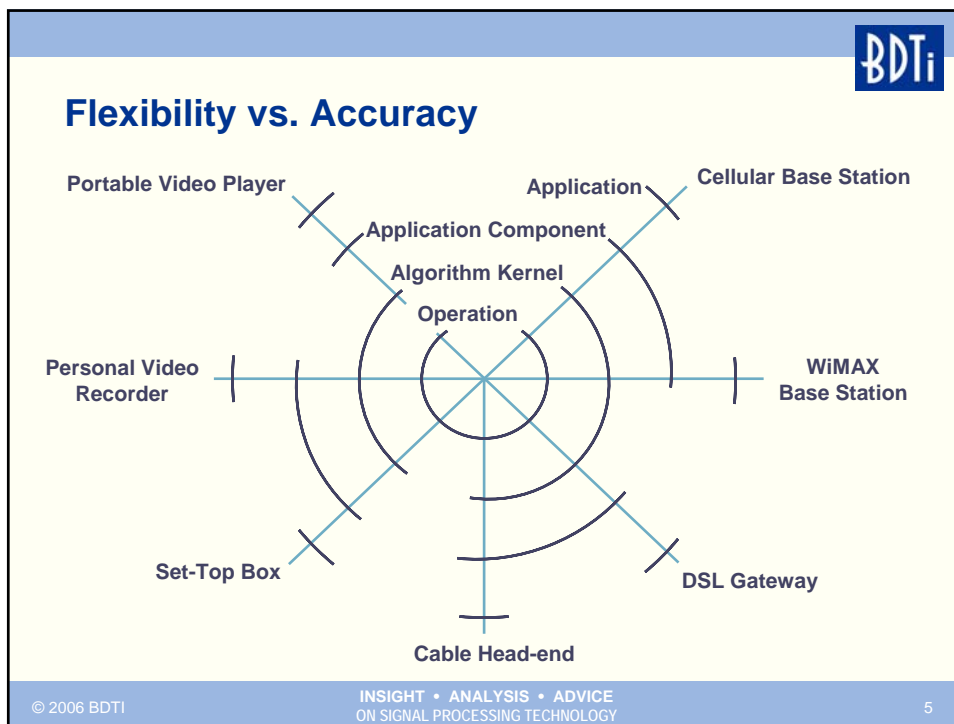 BDTi
Flexibility vs. Accuracy
Portable Video Player
Application
Cellular Base Station
Application Component
Algorithm Kernel
Operation
Personal Video
Recorder
WiMAX
Base Station
Set-Top Box
DSL Gateway
Cable Head-end
© 2006 BDTI
INSIGHT • ANALYSIS • ADVICE
ON SIGNAL PROCESSING TECHNOLOGY
5